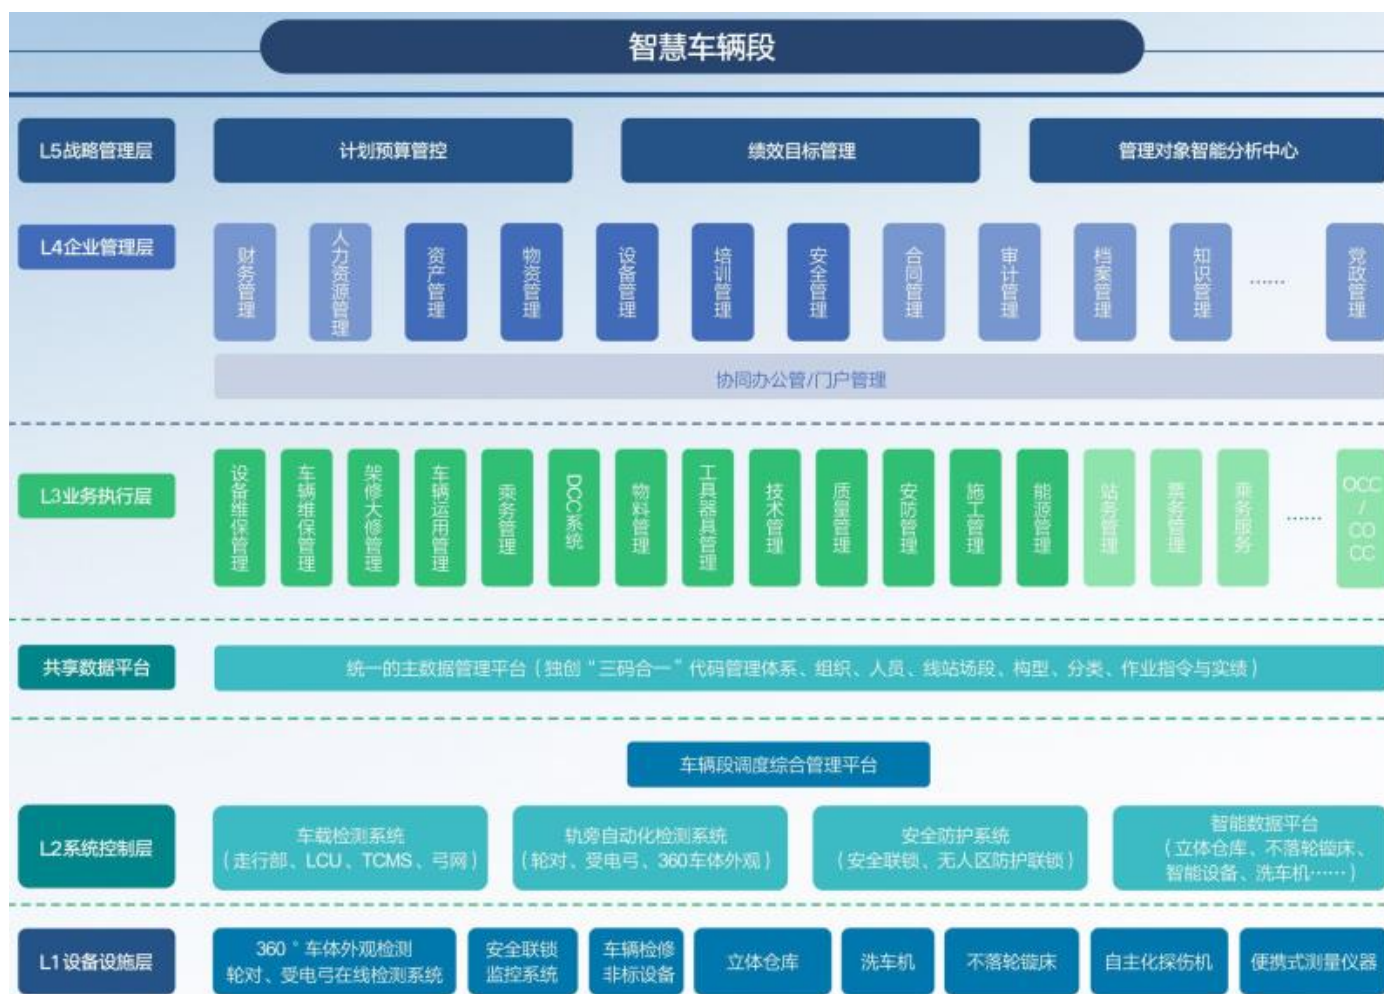 智慧车辆段
L5战略管理层
计划预算管控
绩效目标管理
管理对象智能分析中心
L4企业管理层
财务管理
人力资源管理
资产管理
物资管理
设备管理
培训管理
安全管理
合同管理
审计管理
档案管理
知识管理
……
党政管理
协同办公管/门户管理
L3业务执行层
设备维保管理
车辆维保管理
架修大修管理
车辆运用管理
乘务管理
DCC系统
物料管理
工具器具管理
技术管理
质量管理
安防管理
施工管理
能源管理
站务管理
票务管理
乘务服务
……
OCC
/
CO
CC
共享数据平台
统一的主数据管理平台(独创“三码合一”代码管理体系、组织、人员、线站场段、构型、分类、作业指令与实绩)
车辆段调度综合管理平台
L2系统控制层
车载检测系统
(走行部、LCU、TCMS、弓网)
轨旁自动化检测系统
(轮对、受电弓、360车体外观)
安全防护系统
(安全联锁、无人区防护联锁)
智能数据平台
(立体仓库、不落轮镟床、
智能设备、洗车机……)
L1设备设施层
360°车体外观检测
轮对、受电弓在线检测系统
安全联锁
监控系统
车辆检修
非标设备
立体仓库
洗车机
不落轮镟床
自主化探伤机
便携式测量仪器